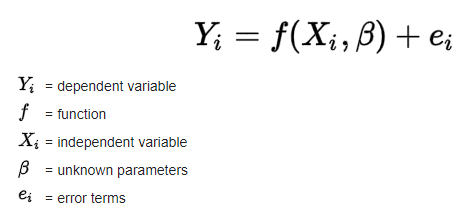 Yᵢ = f(Xᵢ, β) + eᵢ
Yᵢ = dependent variable
f = function
Xᵢ = independent variable
β = unknown parameters
eᵢ = error terms